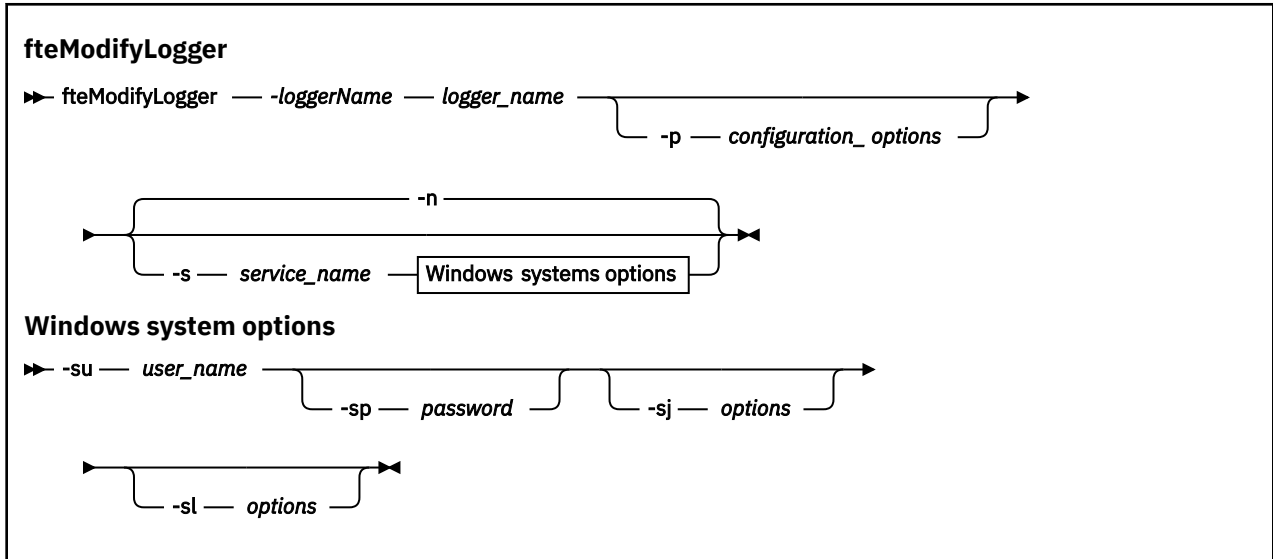 fteModifyLogger
fteModifyLogger -loggerName logger_name
-p configuration_ options
-n
-s service_name Windows systems options
Windows system options
-su user_name
-sp password -sj options
-sl options